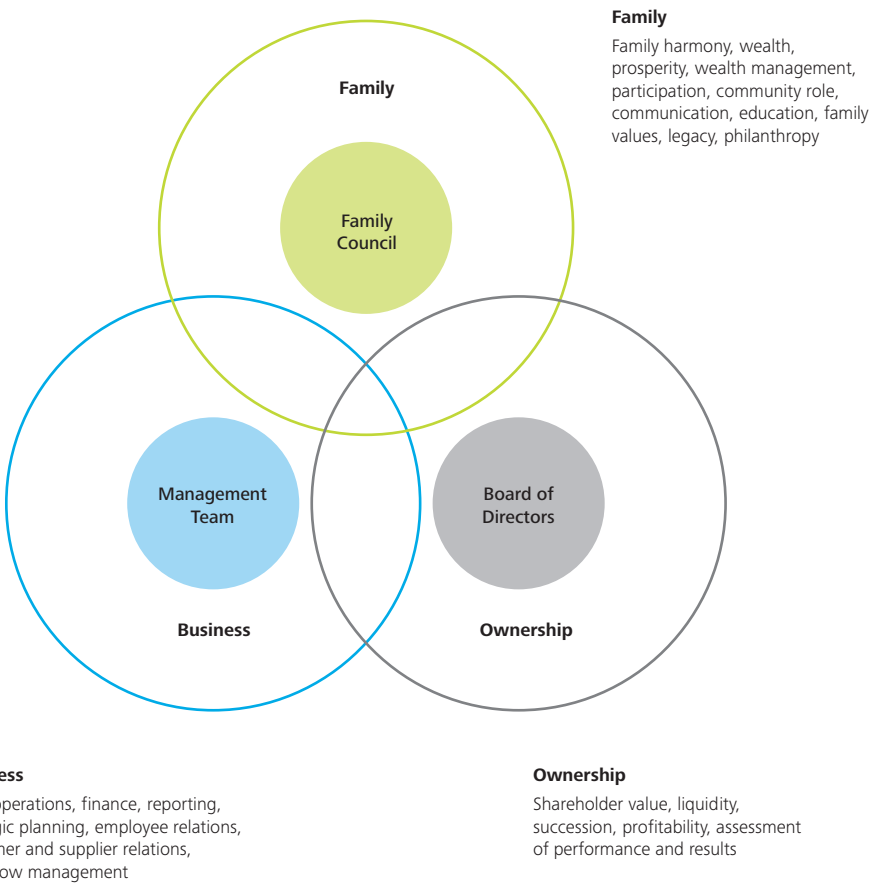 Family
Family harmony, wealth,
prosperity, wealth management,
participation, community role,
communication, education, family
values, legacy, philanthropy
Family
Family
Council
Management
Team
Board of
Directors
Business
Ownership
ess
operations, finance, reporting,
gic planning, employee relations,
ner and supplier relations,
ow management
Ownership
Shareholder value, liquidity,
succession, profitability, assessment
of performance and results